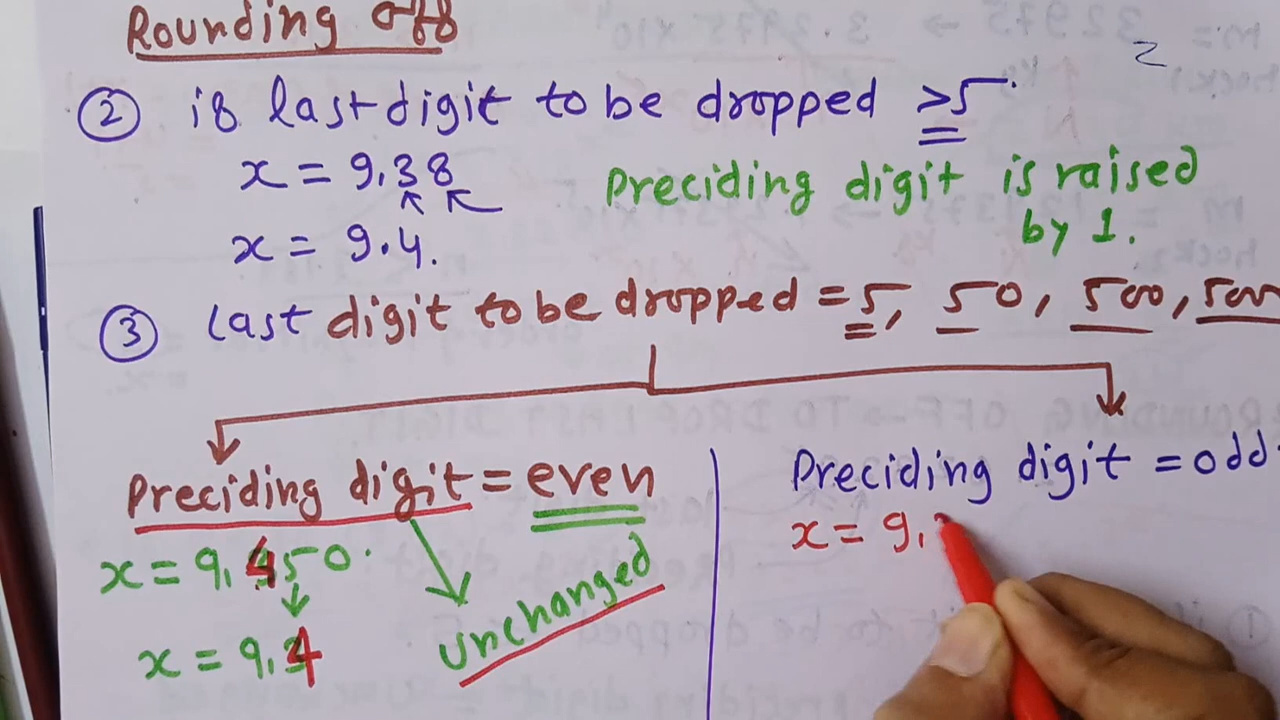 Rounding off
② if last digit to be dropped >5.
x = 9.38
Preciding digit is raised
by 1.
x = 9.4.
③ Last digit to be dropped = 5, 50, 500, 5000
Preciding digit = even
x = 9.450.
x = 9.4
unchanged
Preciding digit = odd.
x = 9.